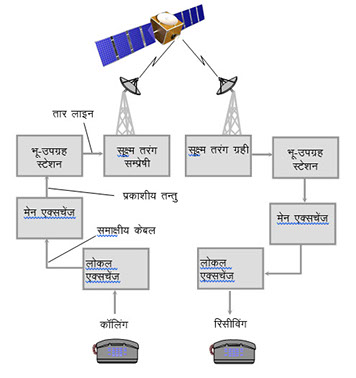 तार लाइन
भू-उपग्रह
स्टेशन
सूक्ष्म तरंग
सम्प्रेषी
सूक्ष्म तरंग ग्रही
भू-उपग्रह
स्टेशन
प्रकाशीय तन्तु
मेन एक्सचेंज
मेन एक्सचेंज
समाक्षीय केबल
लोकल
एक्सचेंज
लोकल
एक्सचेंज
कॉलिंग
रिसीविंग